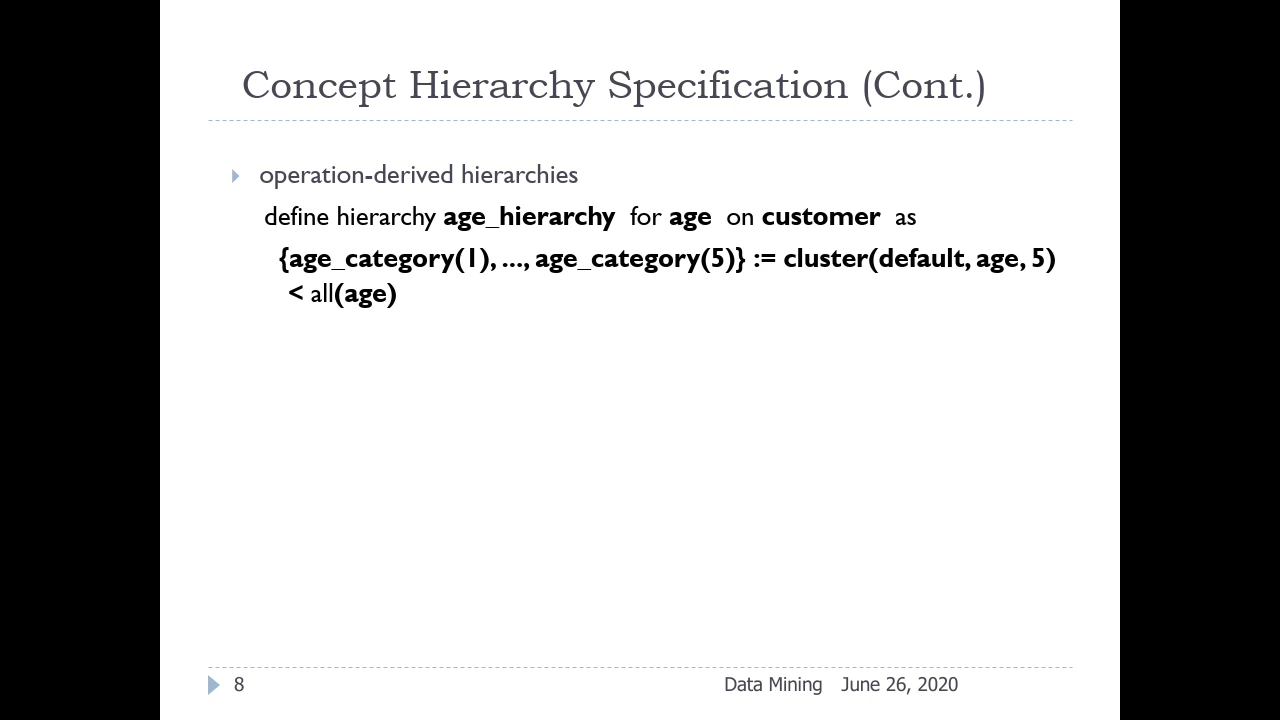 Concept Hierarchy Specification (Cont.)
operation-derived hierarchies
define hierarchy age_hierarchy for age on customer as
{age_category(1), ..., age_category(5)} := cluster(default, age, 5)
< all(age)
8
Data Mining June 26, 2020